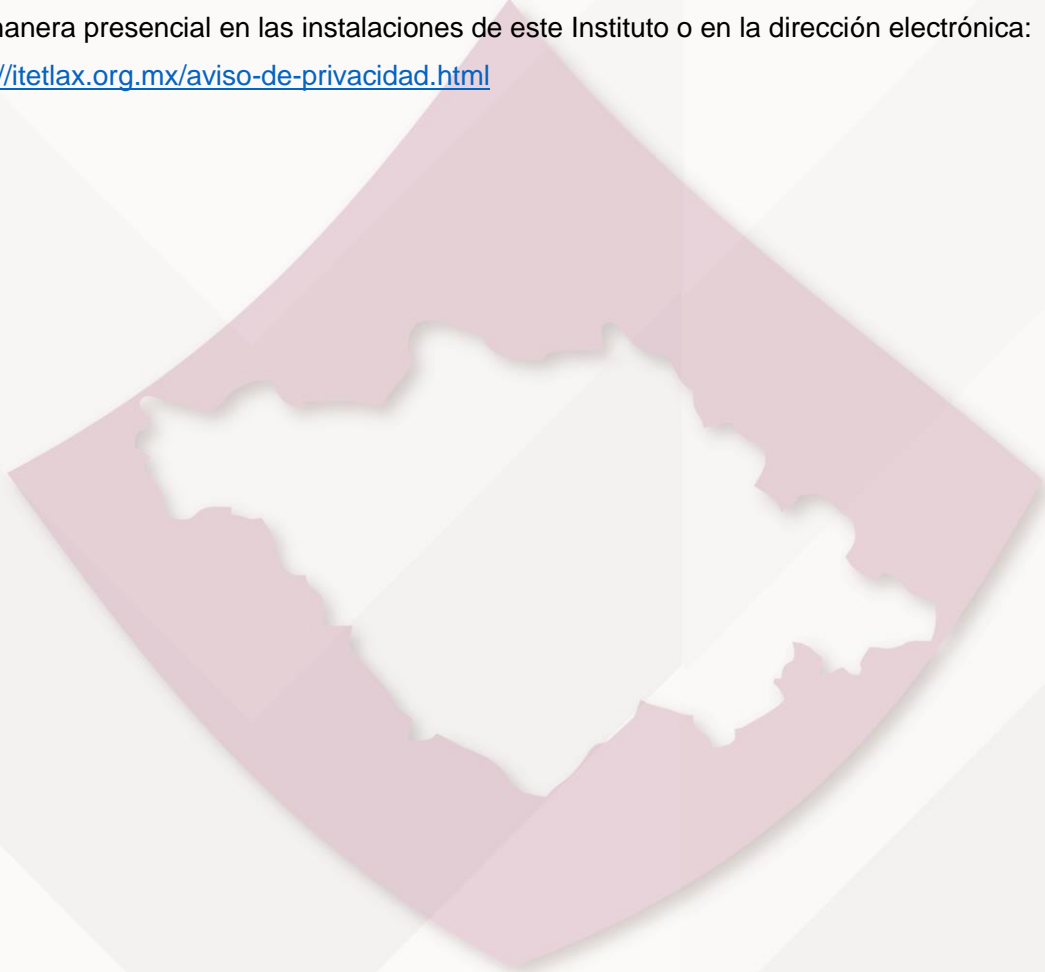 manera presencial en las instalaciones de este Instituto o en la dirección electrónica:
//itetlax.org.mx/aviso-de-privacidad.html